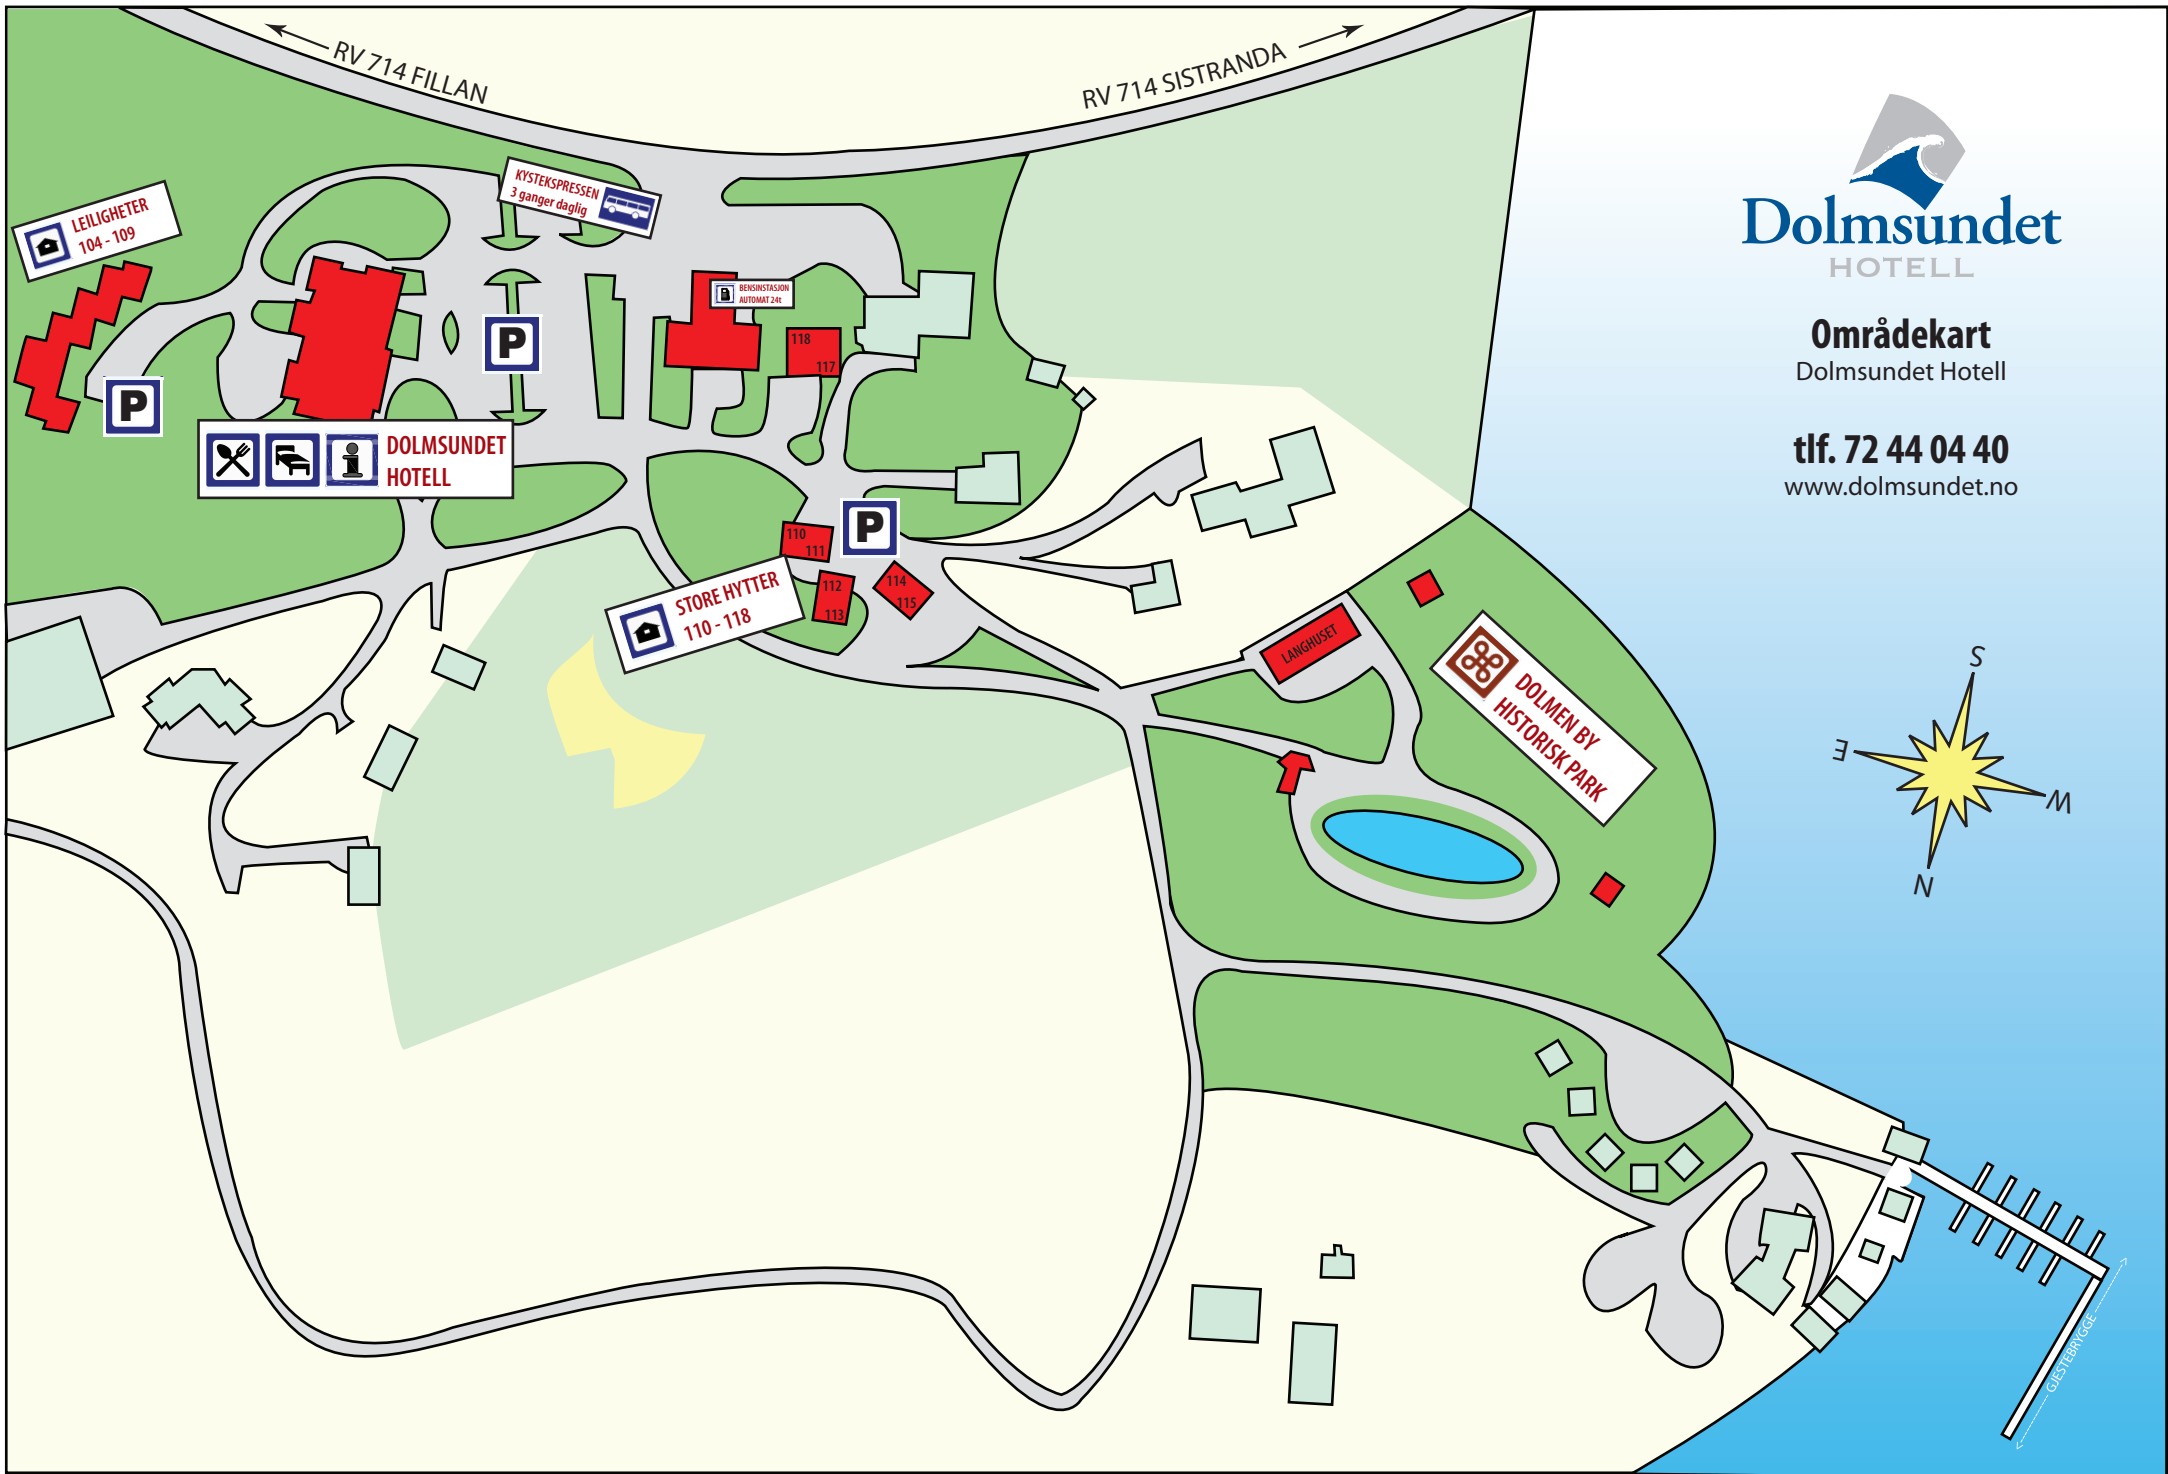 RV 714 FILLAN
RV 714 SISTRANDA
Dolmsundet
HOTELL
Områdekart
Dolmsundet Hotell
tlf. 72 44 04 40
www.dolmsundet.no
KYSTEKSPRESSEN
3 ganger daglig
LEILIGHETER
104 - 109
BENSINSTASJON
AUTOMAT 24t
118
117
P
P
DOLMSUNDET
HOTELL
P
110
111
112
113
114
115
STORE HYTTER
110 - 118
LANGHUSET
DOLMEN BY
HISTORISK PARK
S
E
W
N
GJESTEBRYGGE